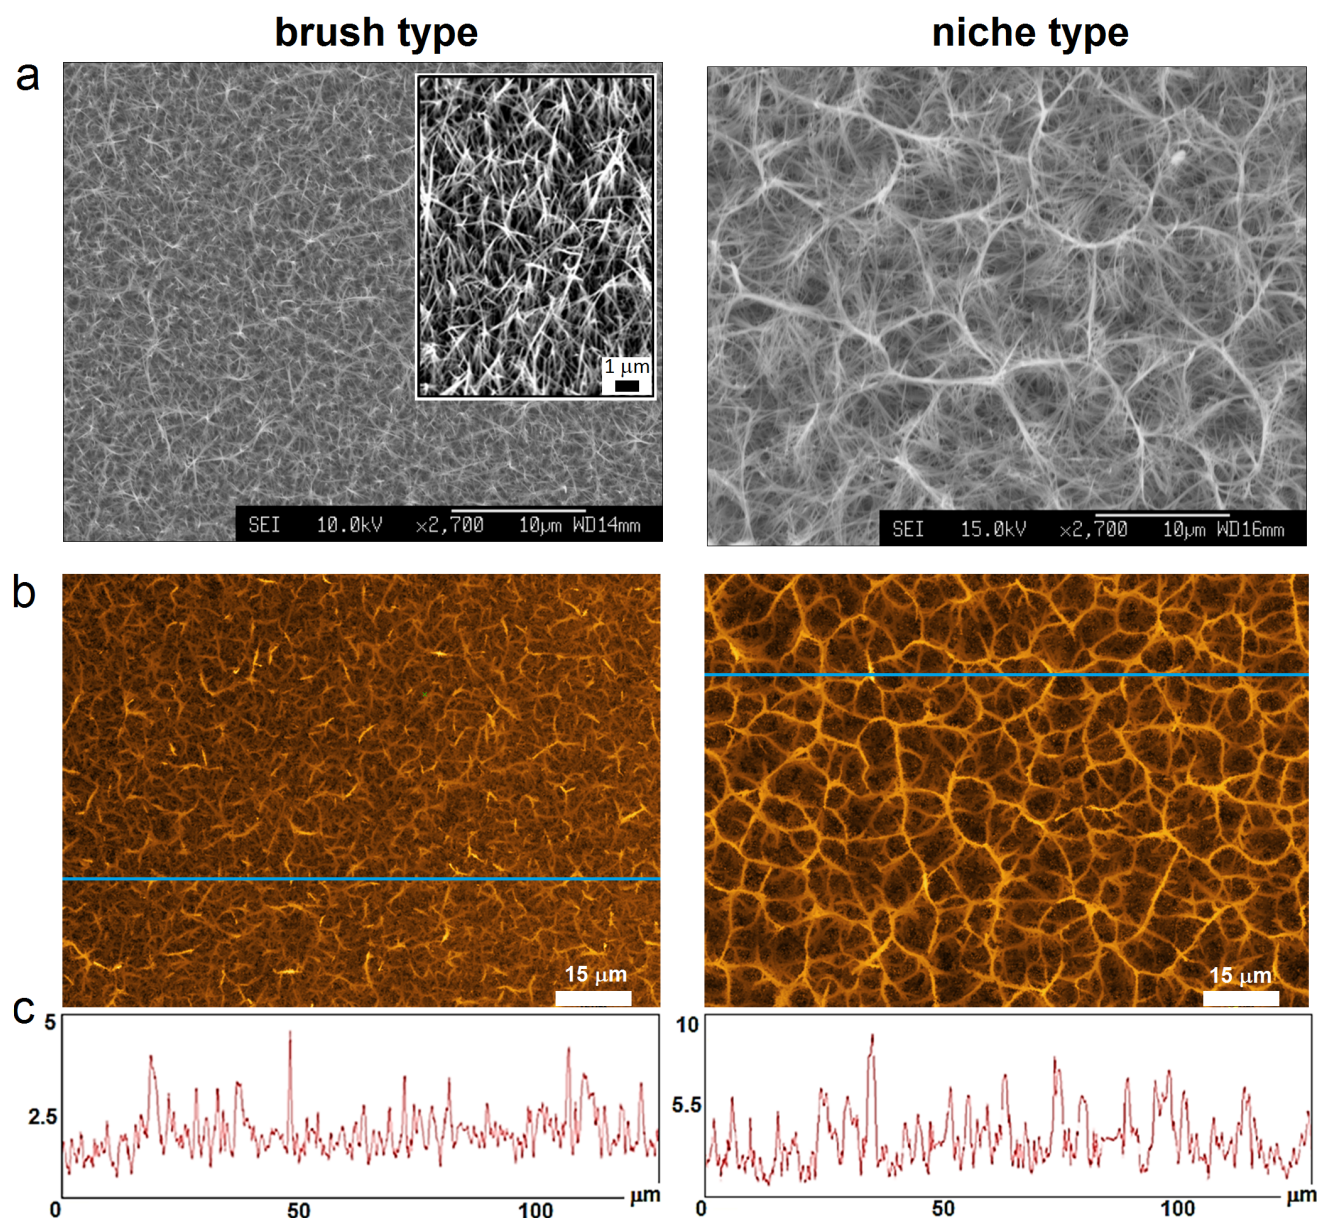 brush type
niche type
a
1 μm
SEI 10.0kV ×2,700 10μm WD14mm
SEI 15.0kV ×2,700 10μm WD16mm
b
15 μm
15 μm
c
5
2.5
0
50
100
μm
10
5.5
0
50
100
μm